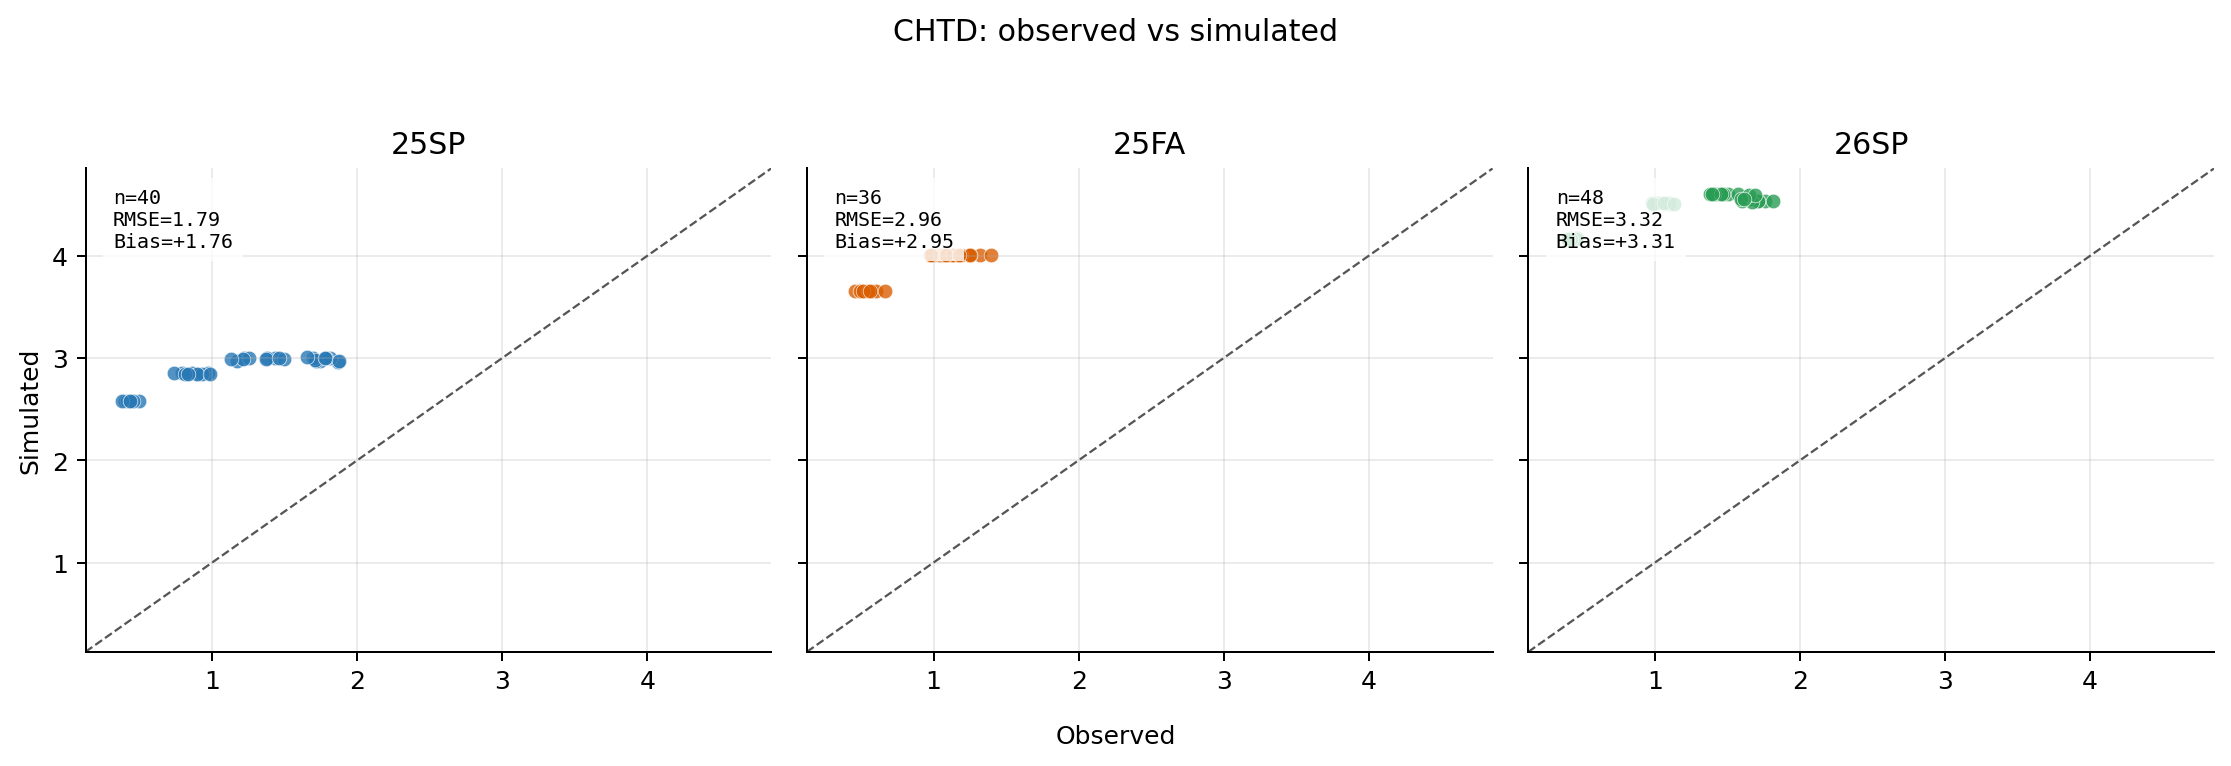 CHTD: observed vs simulated
25SP
25FA
26SP
n=40
RMSE=1.79
Bias=+1.76
n=36
RMSE=2.96
Bias=+2.95
n=48
RMSE=3.32
Bias=+3.31
4
3
2
1
Simulated
1 2 3 4
1 2 3 4
1 2 3 4
Observed